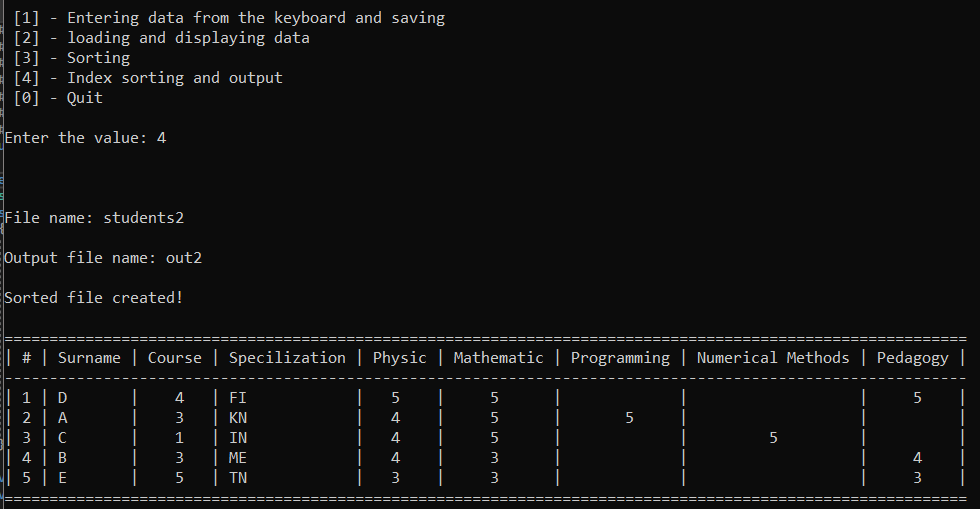 [1] - Entering data from the keyboard and saving
[2] - loading and displaying data
[3] - Sorting
[4] - Index sorting and output
[0] - Quit
Enter the value: 4
File name: students2
Output file name: out2
Sorted file created!
===========================================================================================================
| # | Surname | Course | Specilization | Physic | Mathematic | Programming | Numerical Methods | Pedagogy |
-----------------------------------------------------------------------------------------------------------
| 1 | D | 4 | FI | 5 | 5 | | | 5 |
| 2 | A | 3 | KN | 4 | 5 | 5 | | |
| 3 | C | 1 | IN | 4 | 5 | | 5 | |
| 4 | B | 3 | ME | 4 | 3 | | | 4 |
| 5 | E | 5 | TN | 3 | 3 | | | 3 |
===========================================================================================================